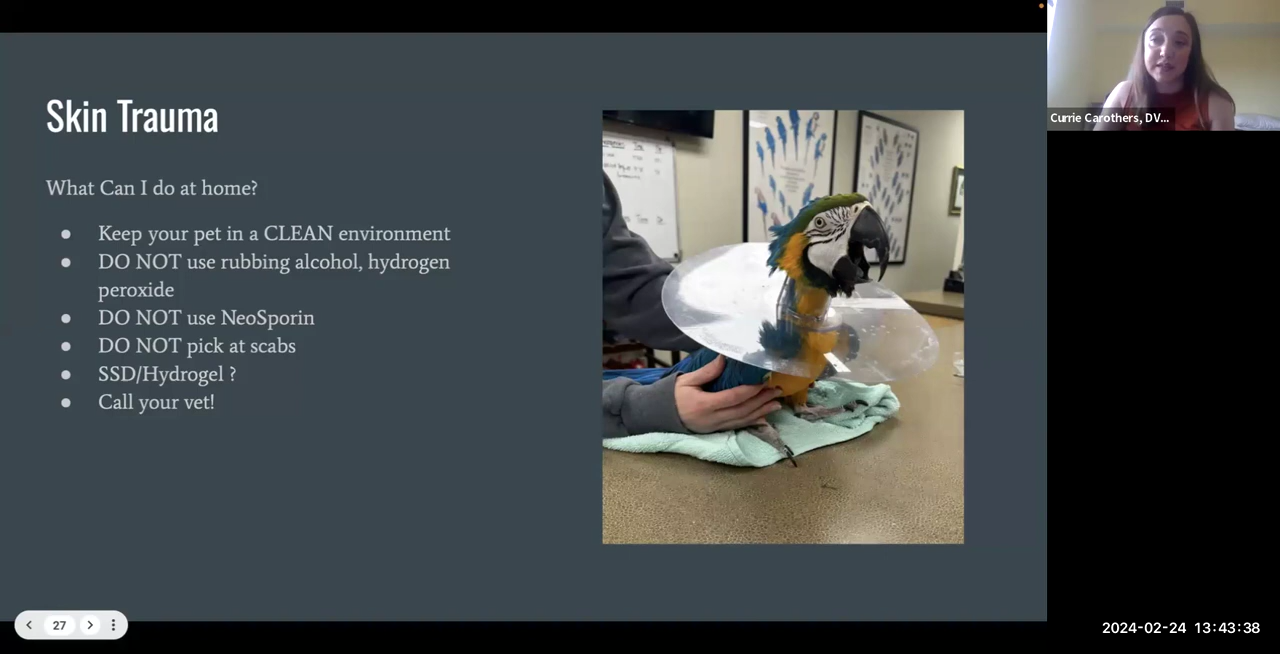 Skin Trauma
What Can I do at home?
● Keep your pet in a CLEAN environment
● DO NOT use rubbing alcohol, hydrogen
peroxide
● DO NOT use NeoSporin
● DO NOT pick at scabs
● SSD/Hydrogel ?
● Call your vet!
Currie Carothers, DV...
27
2024-02-24 13:43:38